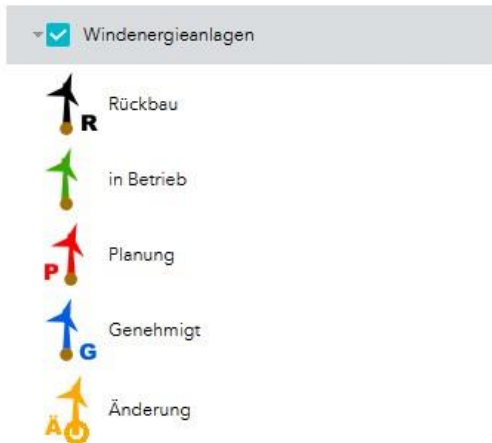 Windenergieanlagen
R Rückbau
in Betrieb
P Planung
G Genehmigt
Ä Änderung